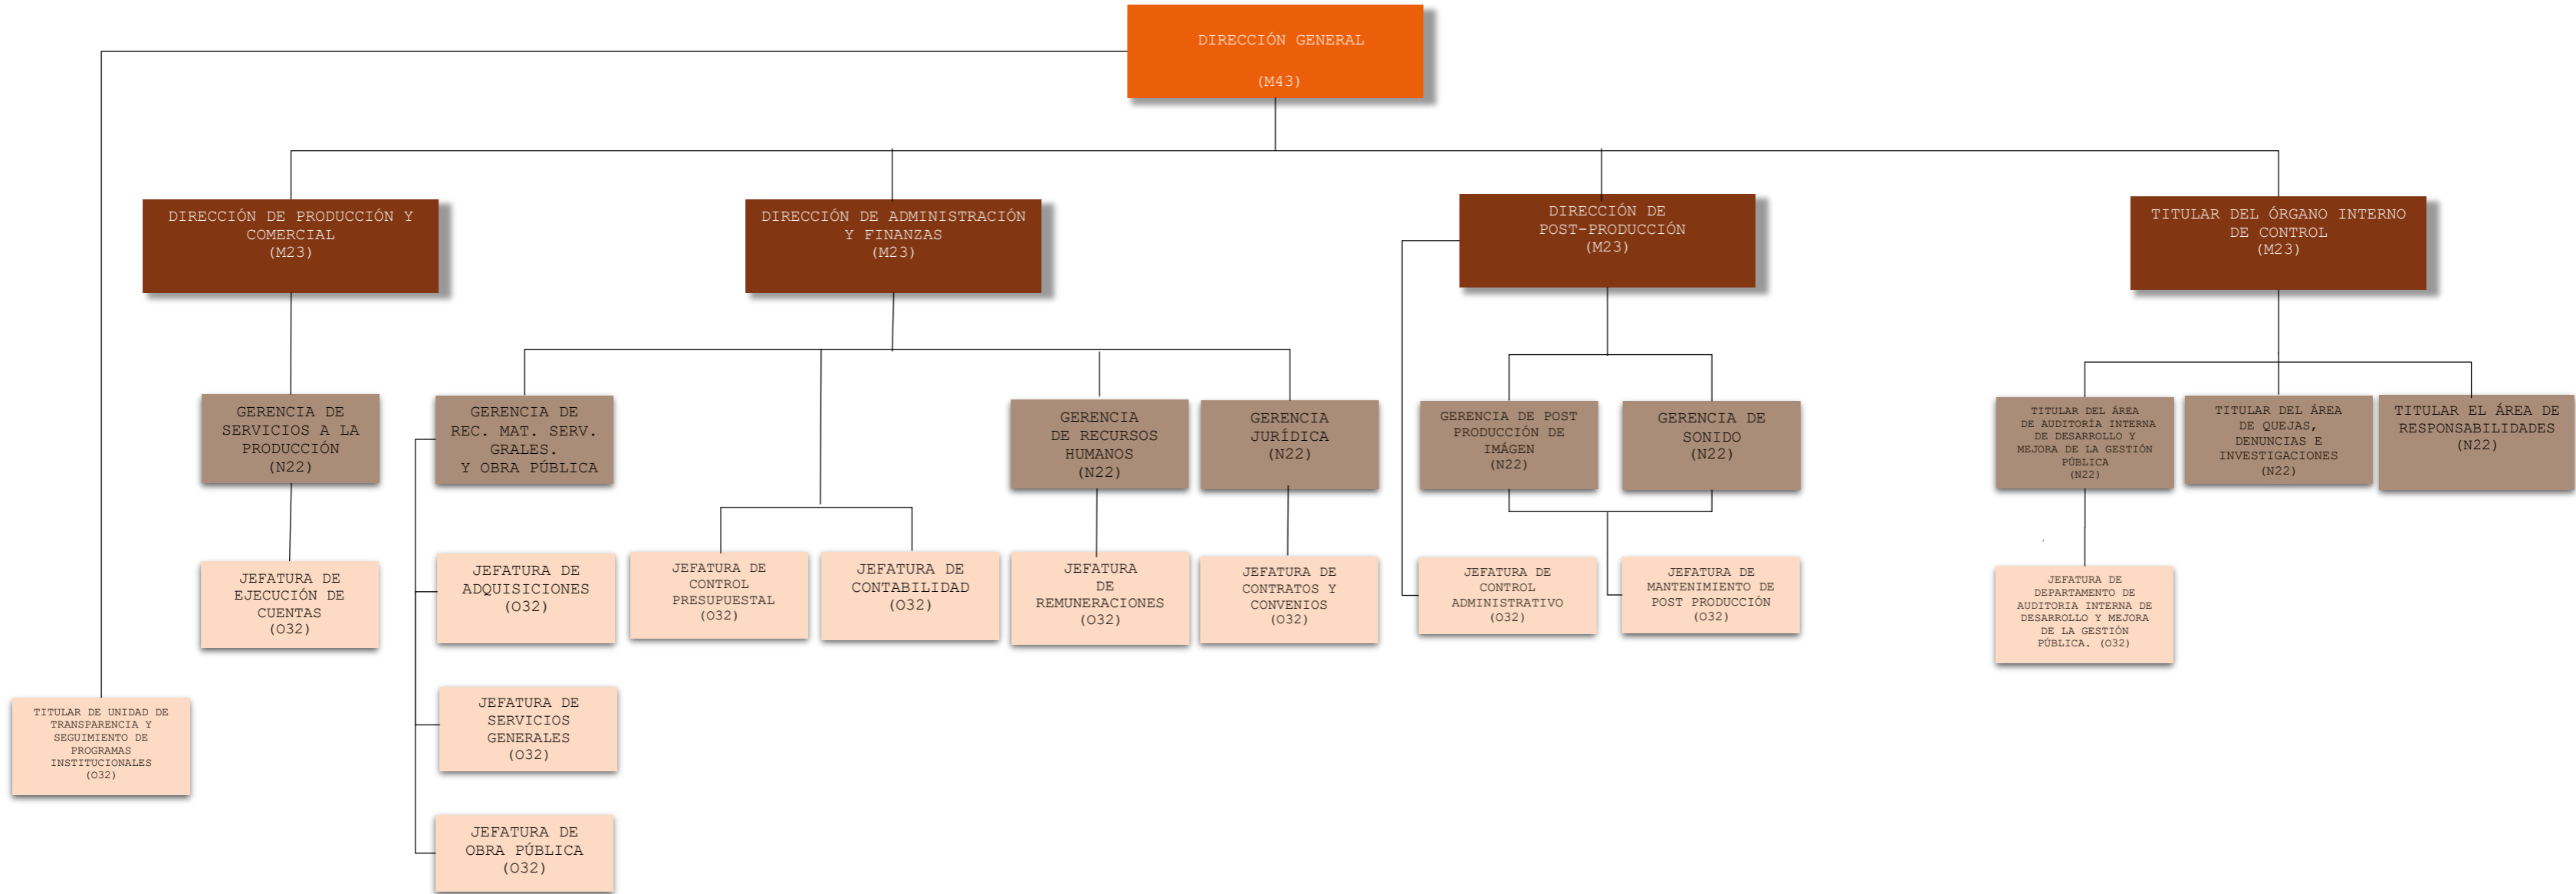 DIRECCIÓN GENERAL
(M43)
DIRECCIÓN DE PRODUCCIÓN Y
COMERCIAL
(M23)
DIRECCIÓN DE ADMINISTRACIÓN
Y FINANZAS
(M23)
DIRECCIÓN DE
POST-PRODUCCIÓN
(M23)
TITULAR DEL ÓRGANO INTERNO
DE CONTROL
(M23)
GERENCIA DE
SERVICIOS A LA
PRODUCCIÓN
(N22)
GERENCIA DE
REC. MAT. SERV.
GRALES.
Y OBRA PÚBLICA
GERENCIA
DE RECURSOS
HUMANOS
(N22)
GERENCIA
JURÍDICA
(N22)
GERENCIA DE POST
PRODUCCIÓN DE
IMÁGEN
(N22)
GERENCIA DE
SONIDO
(N22)
TITULAR DEL ÁREA
DE AUDITORÍA INTERNA
DE DESARROLLO Y
MEJORA DE LA GESTIÓN
PÚBLICA
(N22)
TITULAR DEL ÁREA
DE QUEJAS,
DENUNCIAS E
INVESTIGACIONES
(N22)
TITULAR EL ÁREA DE
RESPONSABILIDADES
(N22)
JEFATURA DE
EJECUCIÓN DE
CUENTAS
(O32)
JEFATURA DE
ADQUISICIONES
(O32)
JEFATURA DE
CONTROL
PRESUPUESTAL
(O32)
JEFATURA DE
CONTABILIDAD
(O32)
JEFATURA
DE
REMUNERACIONES
(O32)
JEFATURA DE
CONTRATOS Y
CONVENIOS
(O32)
JEFATURA DE
CONTROL
ADMINISTRATIVO
(O32)
JEFATURA DE
MANTENIMIENTO DE
POST PRODUCCIÓN
(O32)
JEFATURA DE
DEPARTAMENTO DE
AUDITORIA INTERNA DE
DESARROLLO Y MEJORA
DE LA GESTIÓN
PÚBLICA. (O32)
JEFATURA DE
SERVICIOS
GENERALES
(O32)
TITULAR DE UNIDAD DE
TRANSPARENCIA Y
SEGUIMIENTO DE
PROGRAMAS
INSTITUCIONALES
(O32)
JEFATURA DE
OBRA PÚBLICA
(O32)